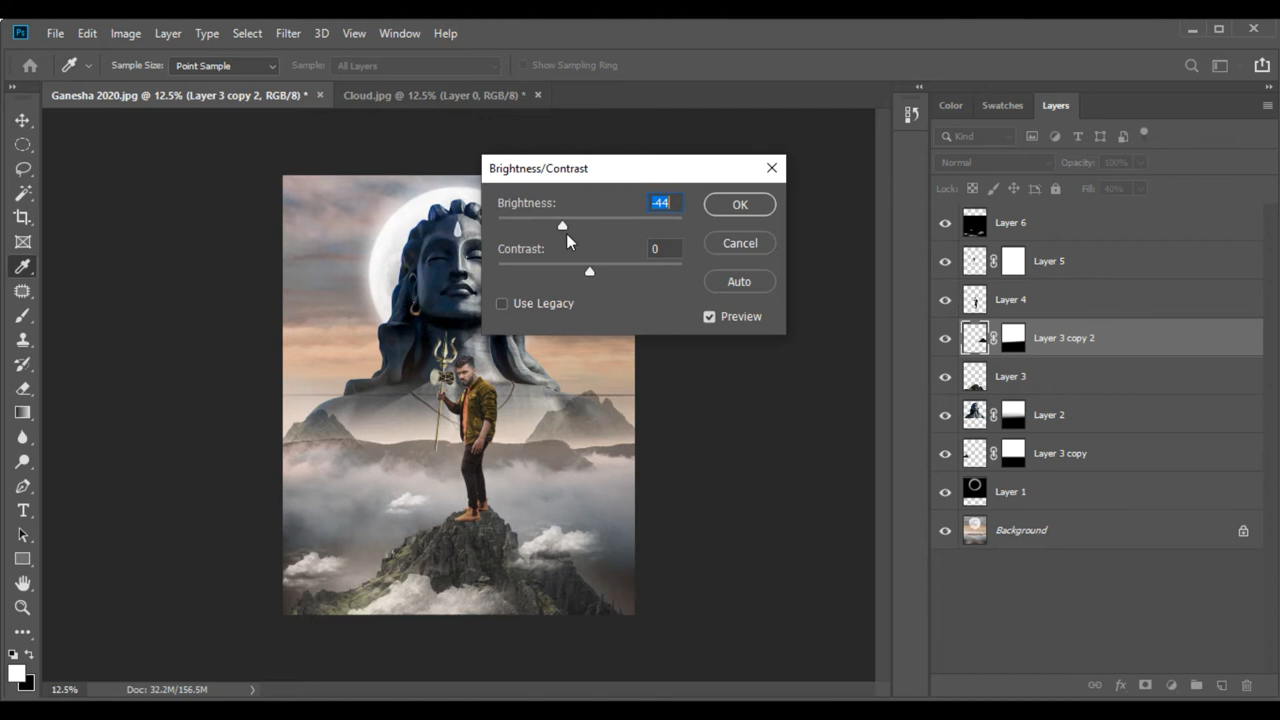 Ps File Edit Image Layer Type Select Filter 3D View Window Help
Sample Size: Point Sample Sample: All Layers Show Sampling Ring
Ganesha 2020.jpg @ 12.5% (Layer 3 copy 2, RGB/8) * × Cloud.jpg @ 12.5% (Layer 0, RGB/8) * ×
Color Swatches Layers
Kind
Normal Opacity: 100%
Lock: Fill: 40%
Layer 6
Layer 5
Layer 4
Layer 3 copy 2
Layer 3
Layer 2
Layer 3 copy
Layer 1
Background
Brightness/Contrast
Brightness: -44
Contrast: 0
Use Legacy
OK
Cancel
Auto
Preview
12.5% Doc: 32.2M/156.5M